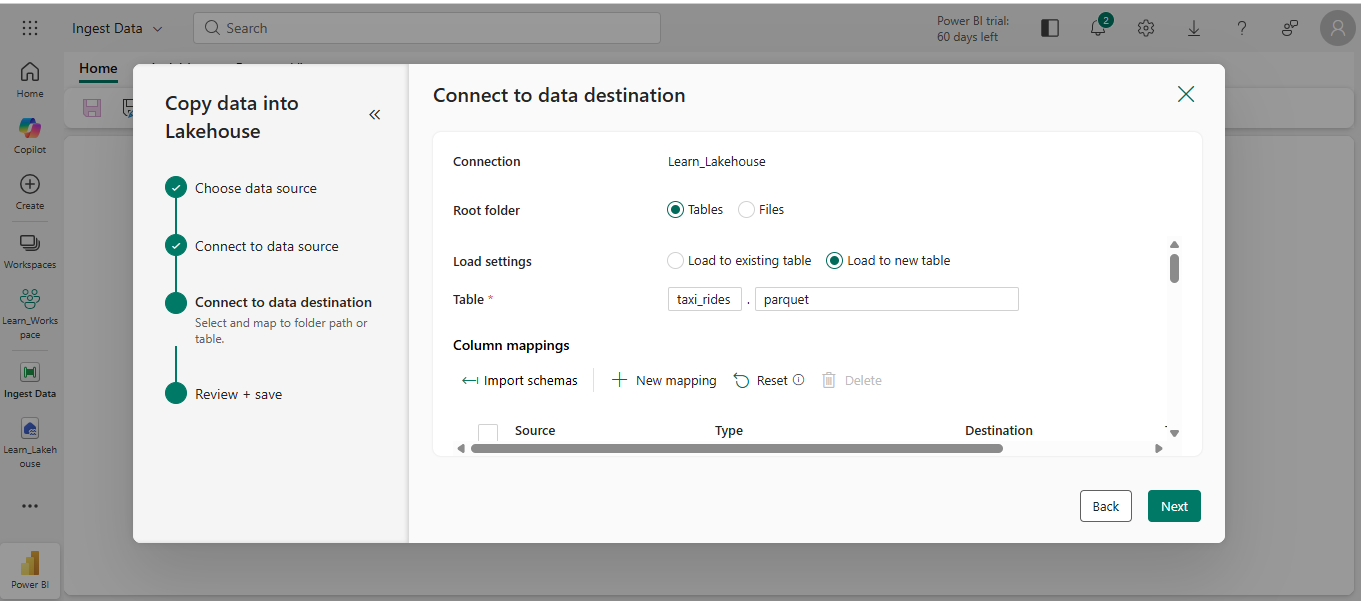 Ingest Data
Search
Power BI trial:
60 days left
2
Home
Copilot
Create
Workspaces
Learn_Works
pace
Ingest Data
Learn_Lakeh
ouse
Power BI
Home
Copy data into
Lakehouse
Choose data source
Connect to data source
Connect to data destination
Select and map to folder path or
table.
Review + save
Connect to data destination
Connection Learn_Lakehouse
Root folder Tables Files
Load settings Load to existing table Load to new table
Table * taxi_rides . parquet
Column mappings
Import schemas New mapping Reset Delete
Source Type Destination
Back Next